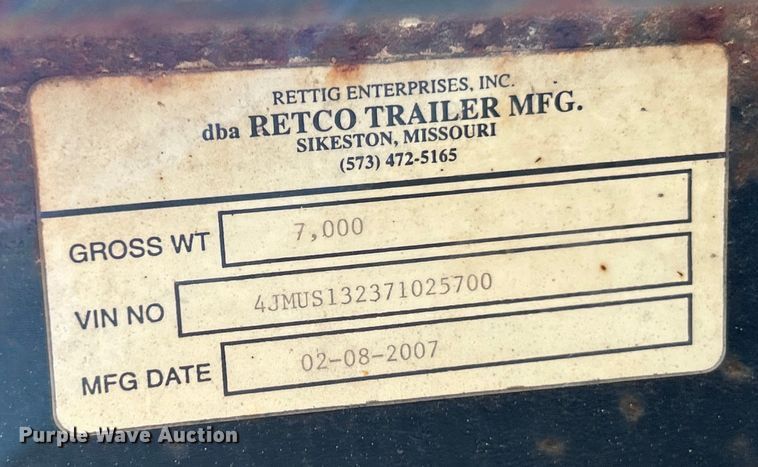 RETTIG ENTERPRISES, INC.
dba RETCO TRAILER MFG.
SIKESTON, MISSOURI
(573) 472-5165
GROSS WT 7,000
VIN NO 4JMUS132371025700
MFG DATE 02-08-2007
Purple Wave Auction